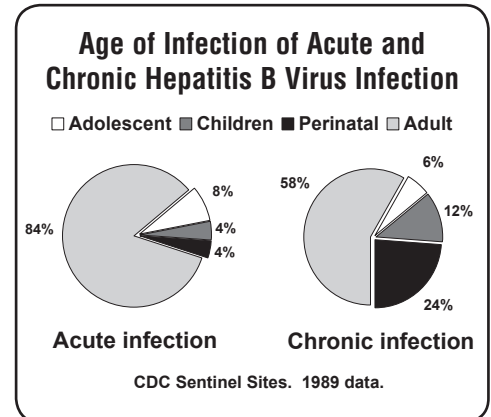 Age of Infection of Acute and
Chronic Hepatitis B Virus Infection
Adolescent Children Perinatal Adult
84%
8%
4%
4%
58%
6%
12%
24%
Acute infection
Chronic infection
CDC Sentinel Sites. 1989 data.